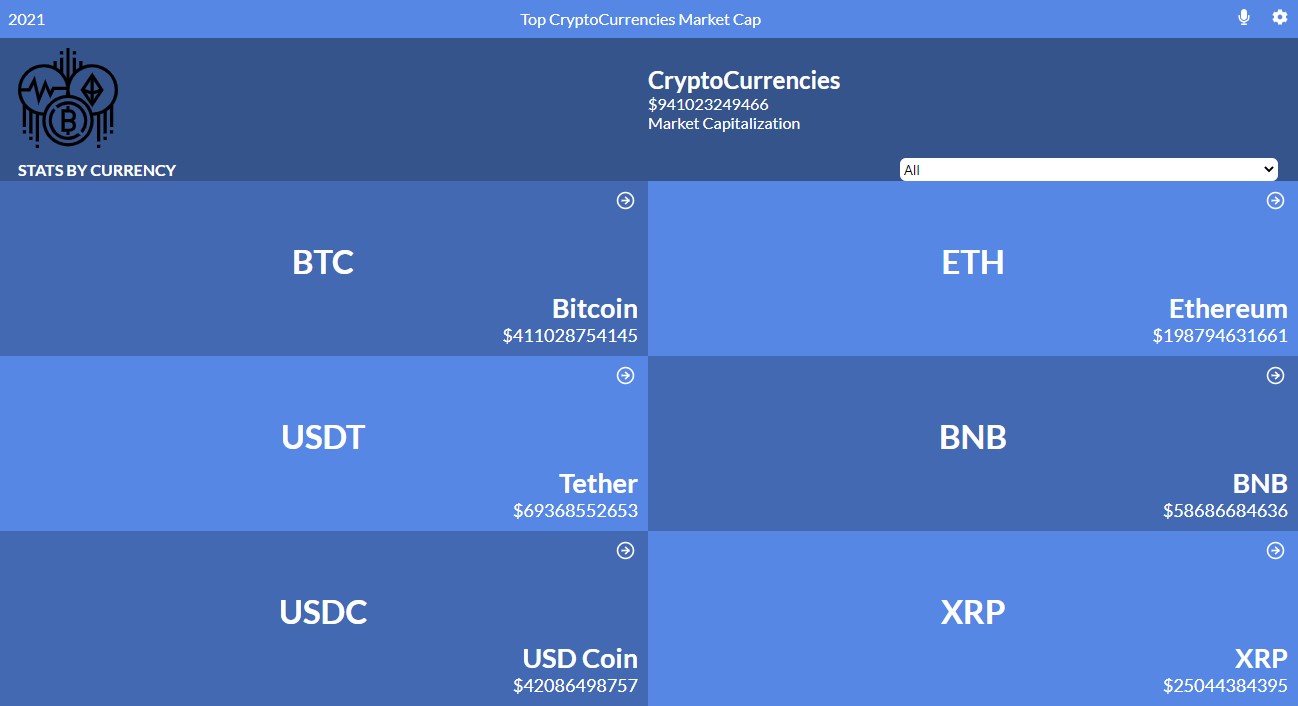 2021
Top CryptoCurrencies Market Cap
CryptoCurrencies
$941023249466
Market Capitalization
STATS BY CURRENCY
All
BTC
Bitcoin
$411028754145
ETH
Ethereum
$198794631661
USDT
Tether
$69368552653
BNB
BNB
$58686684636
USDC
USD Coin
$42086498757
XRP
XRP
$25044384395